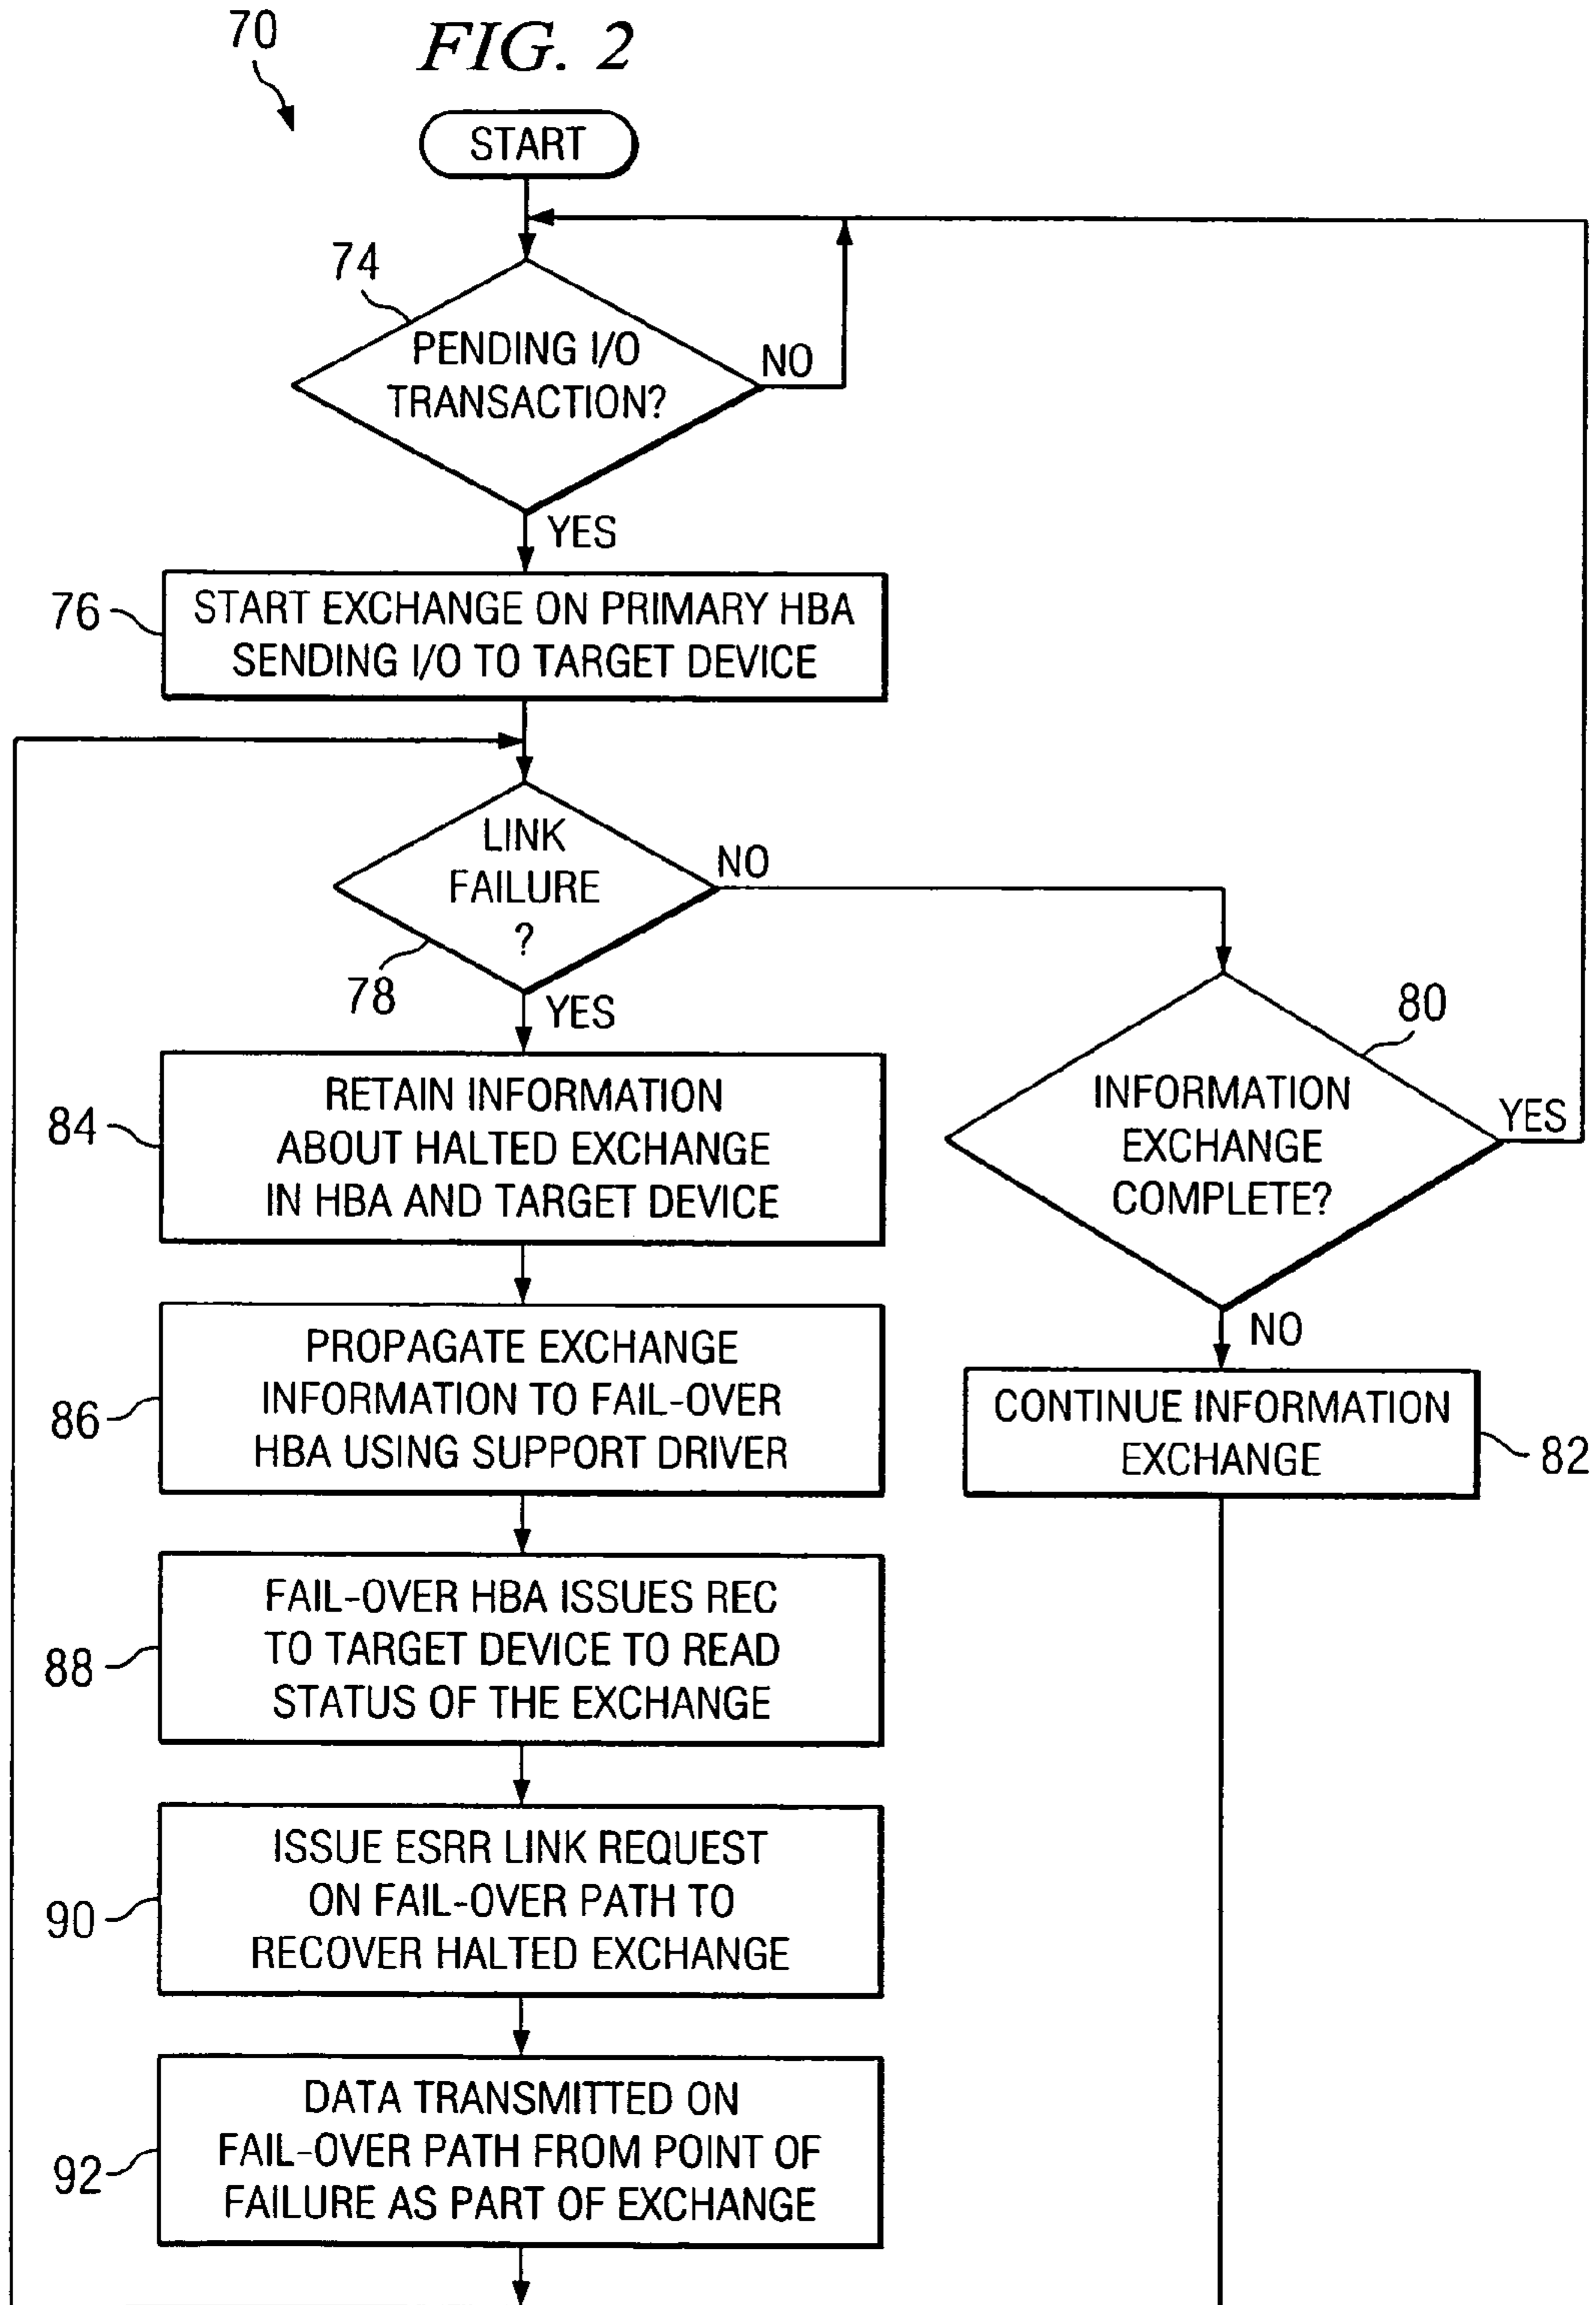 70
FIG. 2
START
74
PENDING I/O
TRANSACTION?
NO
YES
76
START EXCHANGE ON PRIMARY HBA
SENDING I/O TO TARGET DEVICE
LINK
FAILURE
?
NO
78
YES
80
INFORMATION
EXCHANGE
COMPLETE?
YES
NO
84
RETAIN INFORMATION
ABOUT HALTED EXCHANGE
IN HBA AND TARGET DEVICE
86
PROPAGATE EXCHANGE
INFORMATION TO FAIL-OVER
HBA USING SUPPORT DRIVER
CONTINUE INFORMATION
EXCHANGE
82
88
FAIL-OVER HBA ISSUES REC
TO TARGET DEVICE TO READ
STATUS OF THE EXCHANGE
90
ISSUE ESRR LINK REQUEST
ON FAIL-OVER PATH TO
RECOVER HALTED EXCHANGE
92
DATA TRANSMITTED ON
FAIL-OVER PATH FROM POINT OF
FAILURE AS PART OF EXCHANGE